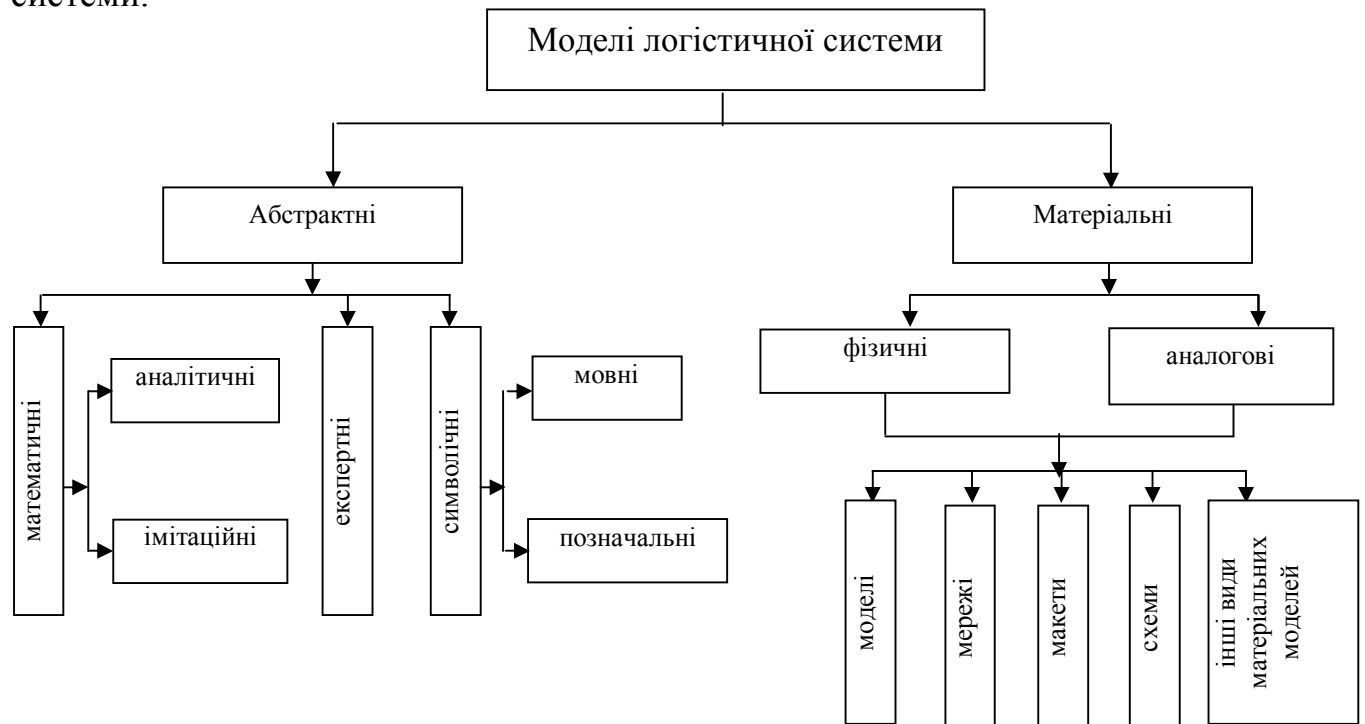 системи.
Моделі логістичної системи
Абстрактні
Матеріальні
математичні
аналітичні
імітаційні
експертні
символічні
мовні
позначальні
фізичні
аналогові
моделі
мережі
макети
схеми
інші види
матеріальних
моделей